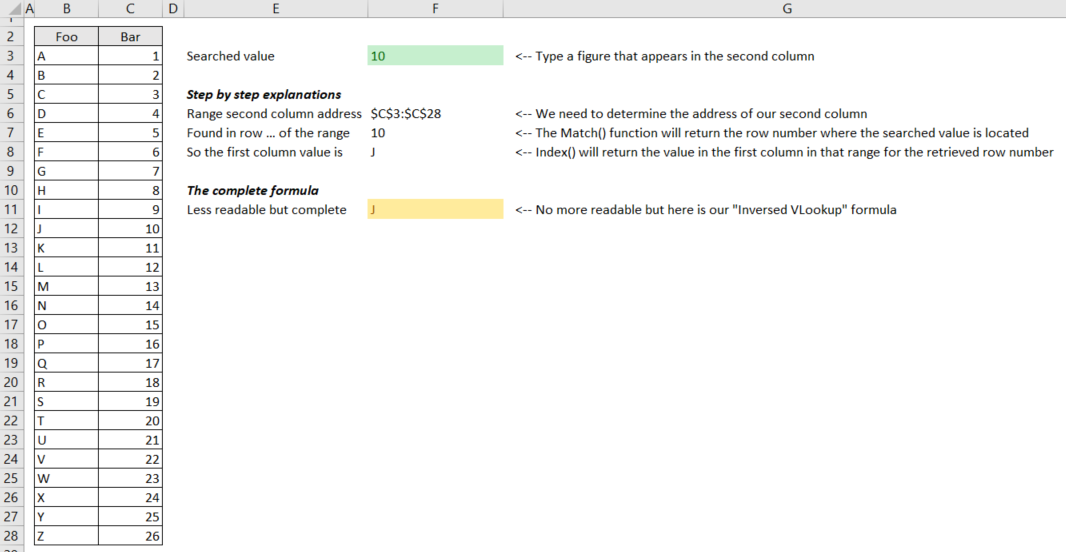 A B C D E F G
1
2 Foo Bar
3 A 1 Searched value 10 <-- Type a figure that appears in the second column
4 B 2
5 C 3 Step by step explanations
6 D 4 Range second column address $C$3:$C$28 <-- We need to determine the address of our second column
7 E 5 Found in row ... of the range 10 <-- The Match() function will return the row number where the searched value is located
8 F 6 So the first column value is J <-- Index() will return the value in the first column in that range for the retrieved row number
9 G 7
10 H 8 The complete formula
11 I 9 Less readable but complete J <-- No more readable but here is our "Inversed VLookup" formula
12 J 10
13 K 11
14 L 12
15 M 13
16 N 14
17 O 15
18 P 16
19 Q 17
20 R 18
21 S 19
22 T 20
23 U 21
24 V 22
25 W 23
26 X 24
27 Y 25
28 Z 26